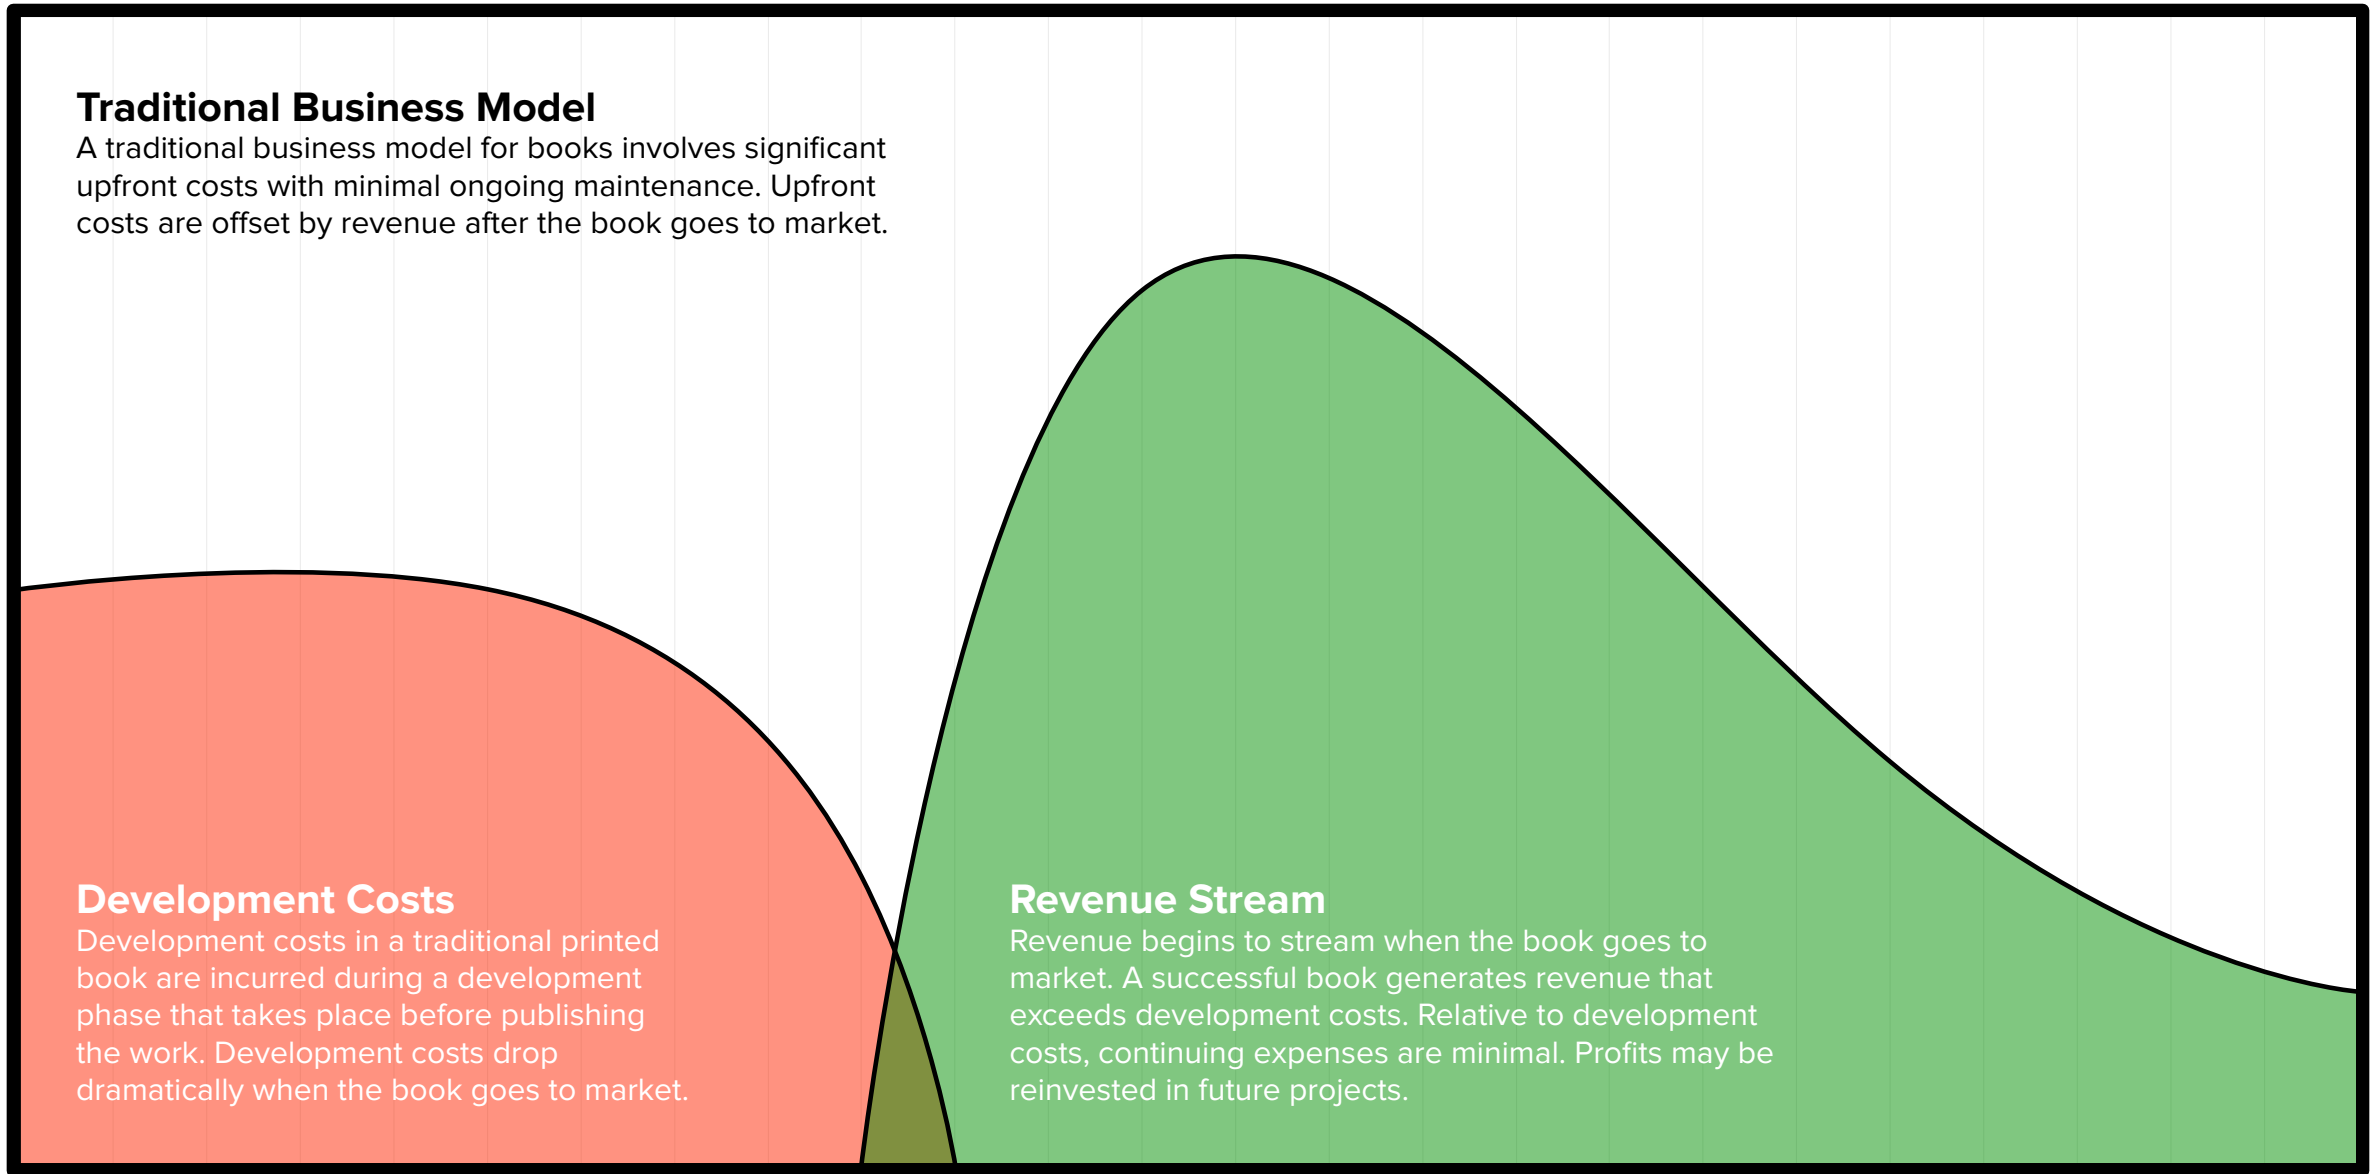 Traditional Business Model
A traditional business model for books involves significant
upfront costs with minimal ongoing maintenance. Upfront
costs are offset by revenue after the book goes to market.
Development Costs
Development costs in a traditional printed
book are incurred during a development
phase that takes place before publishing
the work. Development costs drop
dramatically when the book goes to market.
Revenue Stream
Revenue begins to stream when the book goes to
market. A successful book generates revenue that
exceeds development costs. Relative to development
costs, continuing expenses are minimal. Profits may be
reinvested in future projects.